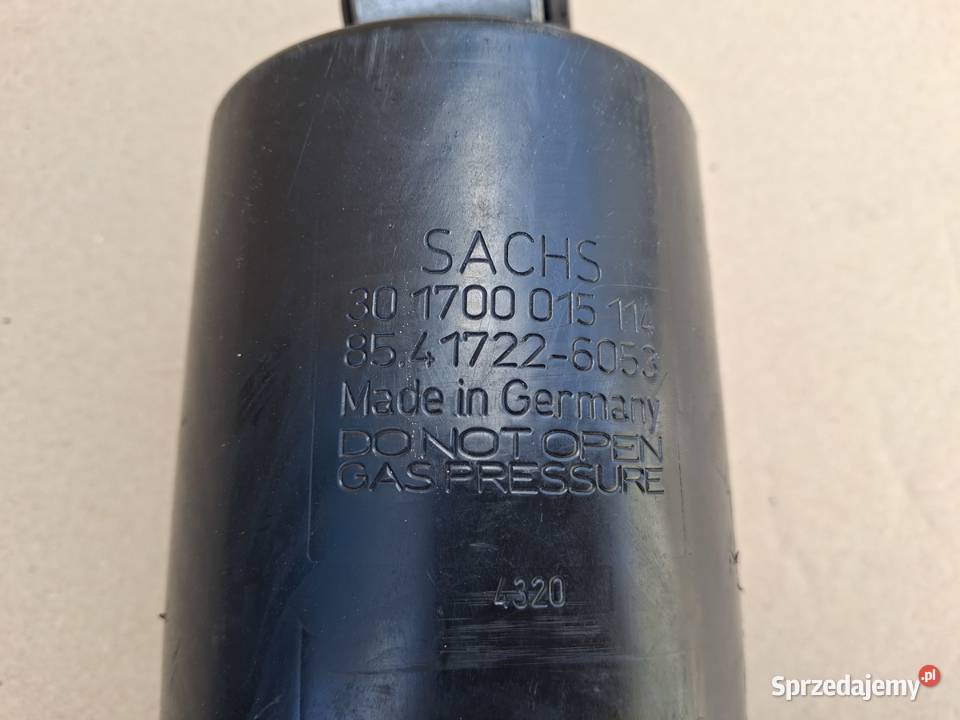 SACHS
30 1700 015 114
85.41722-6053
Made in Germany
DO NOT OPEN
GAS PRESSURE
4320
Sprzedajemy.pl